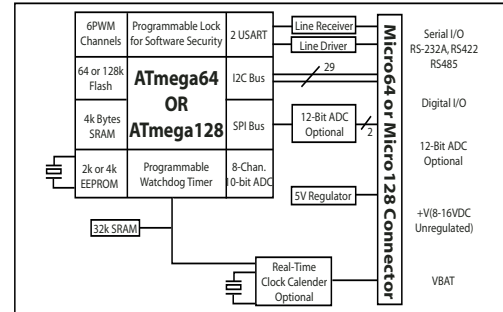 6PWM
Channels
Programmable Lock
for Software Security
2 USART
64 or 128k
Flash
ATmega64
OR
ATmega128
I2C Bus
4k Bytes
SRAM
SPI Bus
2k or 4k
EEPROM
Programmable
Watchdog Timer
8-Chan.
10-bit ADC
Line Receiver
Line Driver
29
12-Bit ADC
Optional
2
5V Regulator
32k SRAM
Real-Time
Clock Calender
Optional
Micro64 or Micro128 Connector
Serial I/O
RS-232A, RS422
RS485
Digital I/O
12-Bit ADC
Optional
+V(8-16VDC
Unregulated)
VBAT